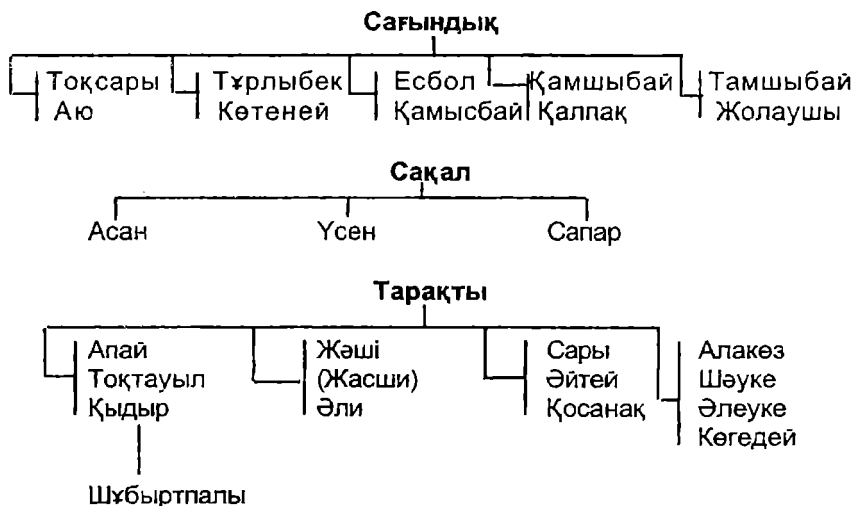 Сағындық
Тоқсары Тұрлыбек Есбол Қамшыбай Тамшыбай
Аю Көтеней Қамысбай Қалпақ Жолаушы
Сақал
Асан Үсен Сапар
Тарақты
Апай Жәші Сары Алакөз
Тоқтауыл (Жасши) Әйтей Шәуке
Қыдыр Әли Қосанақ Әлеуке
Көгедей
Шұбыртпалы